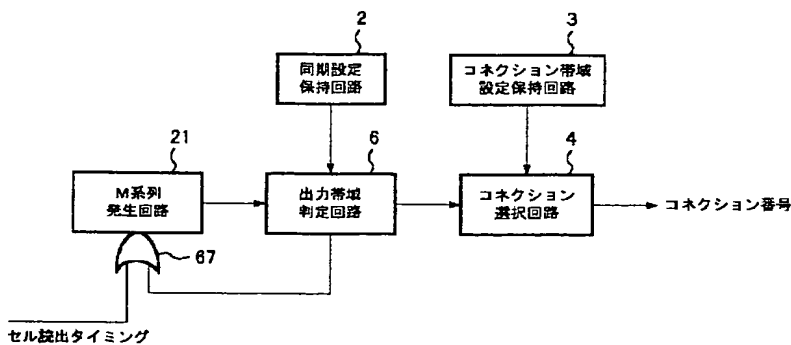 2
同期設定
保持回路
3
コネクション帯域
設定保持回路
21
M系列
発生回路
6
出力帯域
判定回路
4
コネクション
選択回路
コネクション番号
67
セル読出タイミング